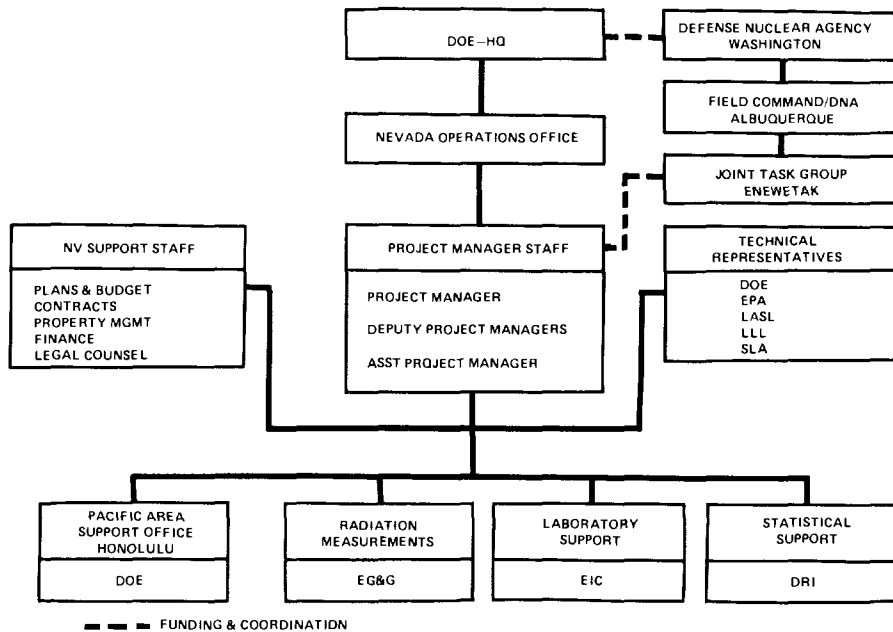 DOE–HQ
DEFENSE NUCLEAR AGENCY
WASHINGTON
FIELD COMMAND/DNA
ALBUQUERQUE
NEVADA OPERATIONS OFFICE
JOINT TASK GROUP
ENEWETAK
NV SUPPORT STAFF
PLANS & BUDGET
CONTRACTS
PROPERTY MGMT
FINANCE
LEGAL COUNSEL
PROJECT MANAGER STAFF
PROJECT MANAGER
DEPUTY PROJECT MANAGERS
ASST PROJECT MANAGER
TECHNICAL
REPRESENTATIVES
DOE
EPA
LASL
LLL
SLA
PACIFIC AREA
SUPPORT OFFICE
HONOLULU
DOE
RADIATION
MEASUREMENTS
EG&G
LABORATORY
SUPPORT
EIC
STATISTICAL
SUPPORT
DRI
FUNDING & COORDINATION